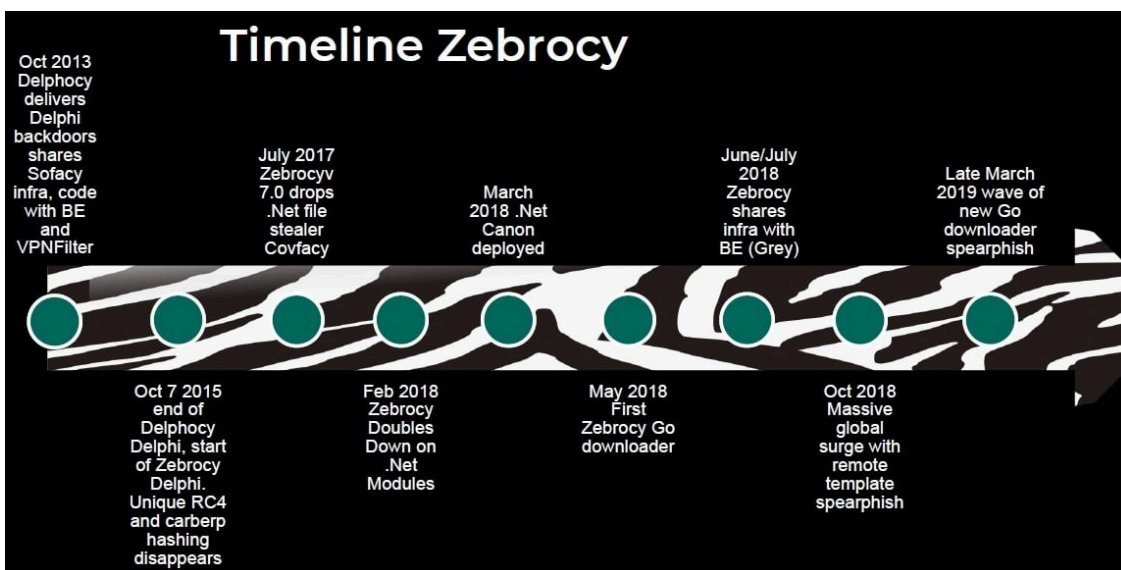 Timeline Zebrocy
Oct 2013
Delphocy
delivers
Delphi
backdoors
shares
Sofacy
infra, code
with BE
and
VPNFilter
Oct 7 2015
end of
Delphocy
Delphi, start
of Zebrocy
Delphi.
Unique RC4
and carberp
hashing
disappears
July 2017
Zebrocyv
7.0 drops
.Net file
stealer
Covfacy
Feb 2018
Zebrocy
Doubles
Down on
.Net
Modules
March
2018 .Net
Canon
deployed
May 2018
First
Zebrocy Go
downloader
June/July
2018
Zebrocy
shares
infra with
BE (Grey)
Oct 2018
Massive
global
surge with
remote
template
spearphish
Late March
2019 wave of
new Go
downloader
spearphish